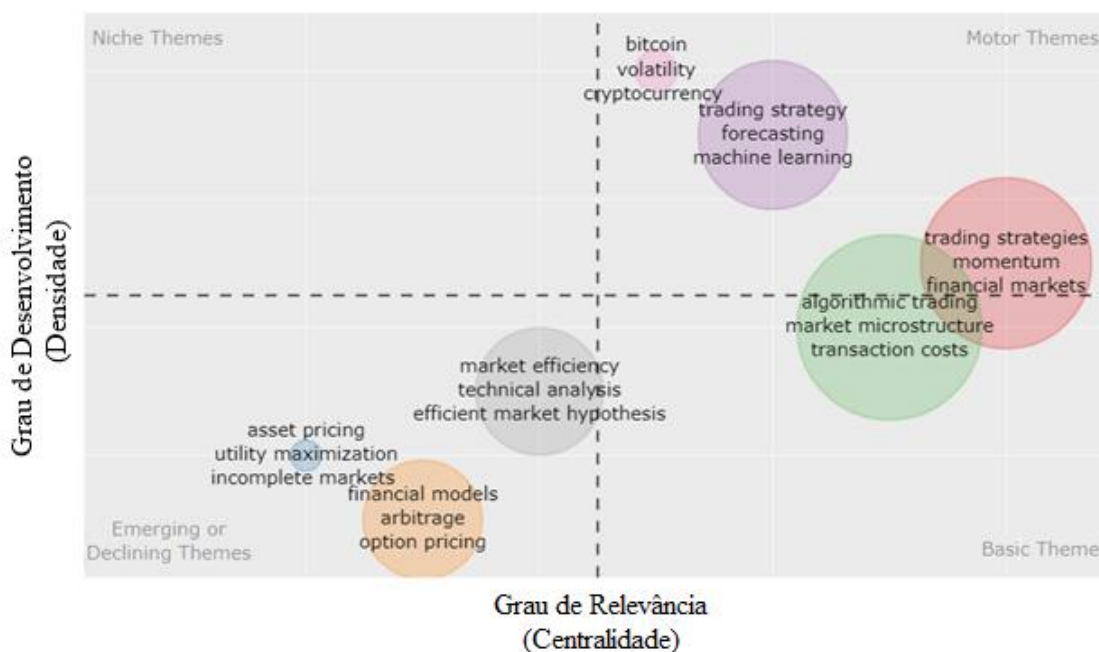 Niche Themes
Motor Themes
bitcoin
volatility
cryptocurrency
trading strategy
forecasting
machine learning
trading strategies
momentum
financial markets
algorithmic trading
market microstructure
transaction costs
market efficiency
technical analysis
efficient market hypothesis
asset pricing
utility maximization
incomplete markets
financial models
arbitrage
option pricing
Emerging or
Declining Themes
Basic Theme
Grau de Desenvolvimento
(Densidade)
Grau de Relevância
(Centralidade)